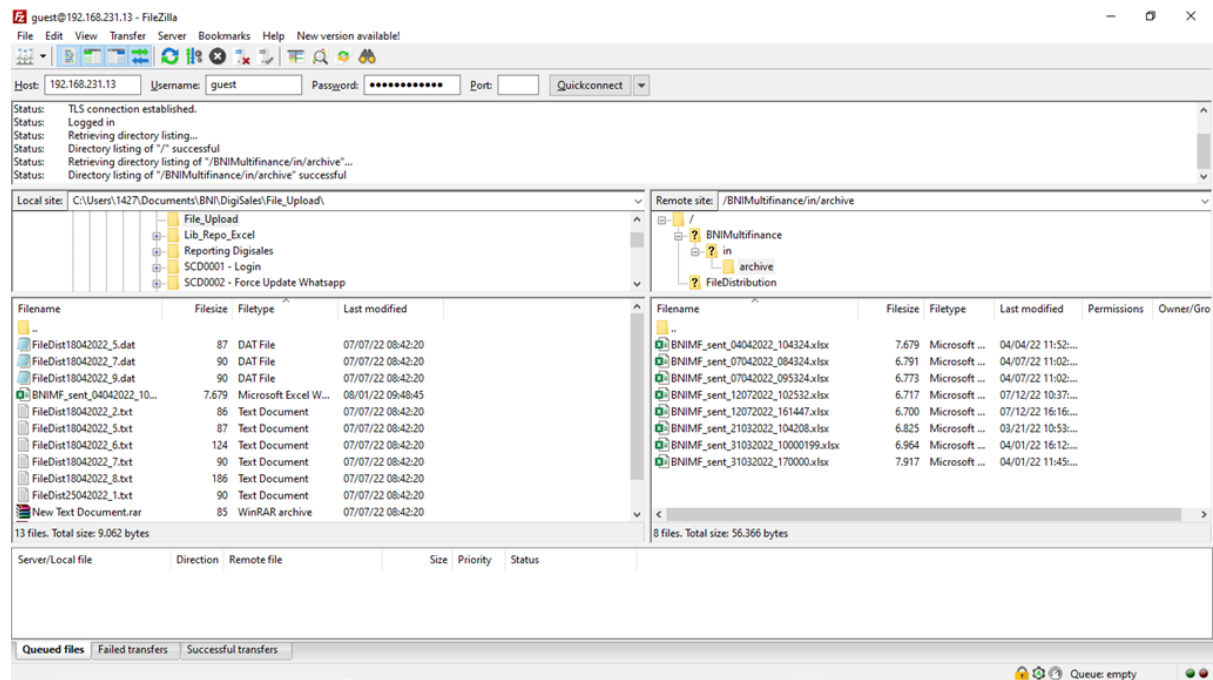 guest@192.168.231.13 - FileZilla
File Edit View Transfer Server Bookmarks Help New version available!
Host: 192.168.231.13 Username: guest Password: ●●●●●●●●●●●● Port: Quickconnect
Status: TLS connection established.
Status: Logged in
Status: Retrieving directory listing...
Status: Directory listing of "/" successful
Status: Retrieving directory listing of "/BNIMultifinance/in/archive"...
Status: Directory listing of "/BNIMultifinance/in/archive" successful
Local site: C:\Users\1427\Documents\BNI\DigiSales\File_Upload\
File_Upload
Lib_Repo_Excel
Reporting Digisales
SCD0001 - Login
SCD0002 - Force Update Whatsapp
Remote site: /BNIMultifinance/in/archive
/
? BNIMultifinance
? in
archive
? FileDistribution
Filename Filesize Filetype Last modified
..
FileDist18042022_5.dat 87 DAT File 07/07/22 08:42:20
FileDist18042022_7.dat 90 DAT File 07/07/22 08:42:20
FileDist18042022_9.dat 90 DAT File 07/07/22 08:42:20
BNIMF_sent_04042022_10... 7.679 Microsoft Excel W... 08/01/22 09:48:45
FileDist18042022_2.txt 86 Text Document 07/07/22 08:42:20
FileDist18042022_5.txt 87 Text Document 07/07/22 08:42:20
FileDist18042022_6.txt 124 Text Document 07/07/22 08:42:20
FileDist18042022_7.txt 90 Text Document 07/07/22 08:42:20
FileDist18042022_8.txt 186 Text Document 07/07/22 08:42:20
FileDist25042022_1.txt 90 Text Document 07/07/22 08:42:20
New Text Document.rar 85 WinRAR archive 07/07/22 08:42:20
13 files. Total size: 9.062 bytes
Filename Filesize Filetype Last modified Permissions Owner/Gro
..
BNIMF_sent_04042022_104324.xlsx 7.679 Microsoft ... 04/04/22 11:52:...
BNIMF_sent_07042022_084324.xlsx 6.791 Microsoft ... 04/07/22 11:02:...
BNIMF_sent_07042022_095324.xlsx 6.773 Microsoft ... 04/07/22 11:02:...
BNIMF_sent_12072022_102532.xlsx 6.717 Microsoft ... 07/12/22 10:37:...
BNIMF_sent_12072022_161447.xlsx 6.700 Microsoft ... 07/12/22 16:16:...
BNIMF_sent_21032022_104208.xlsx 6.825 Microsoft ... 03/21/22 10:53:...
BNIMF_sent_31032022_10000199.xlsx 6.964 Microsoft ... 04/01/22 16:12:...
BNIMF_sent_31032022_170000.xlsx 7.917 Microsoft ... 04/01/22 11:45:...
8 files. Total size: 56.366 bytes
Server/Local file Direction Remote file Size Priority Status
Queued files Failed transfers Successful transfers
Queue: empty